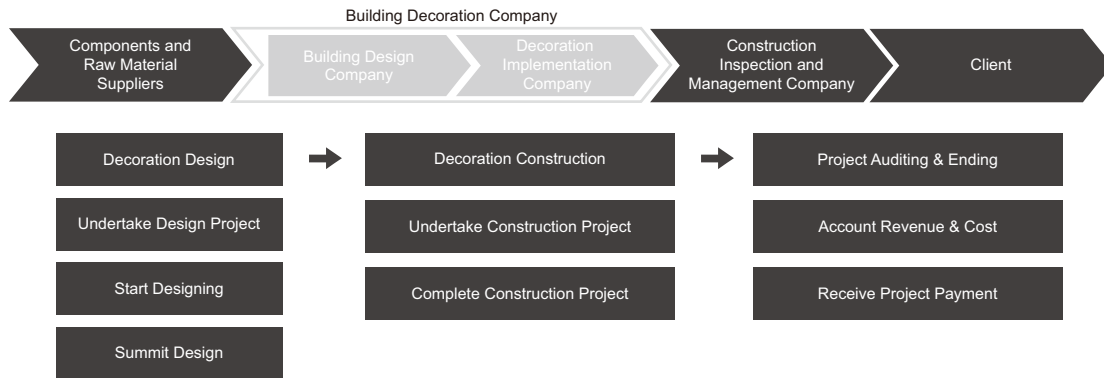 Building Decoration Company
Components and
Raw Material
Suppliers
Building Design
Company
Decoration
Implementation
Company
Construction
Inspection and
Management Company
Client
Decoration Design
Decoration Construction
Project Auditing & Ending
Undertake Design Project
Undertake Construction Project
Account Revenue & Cost
Start Designing
Complete Construction Project
Receive Project Payment
Summit Design